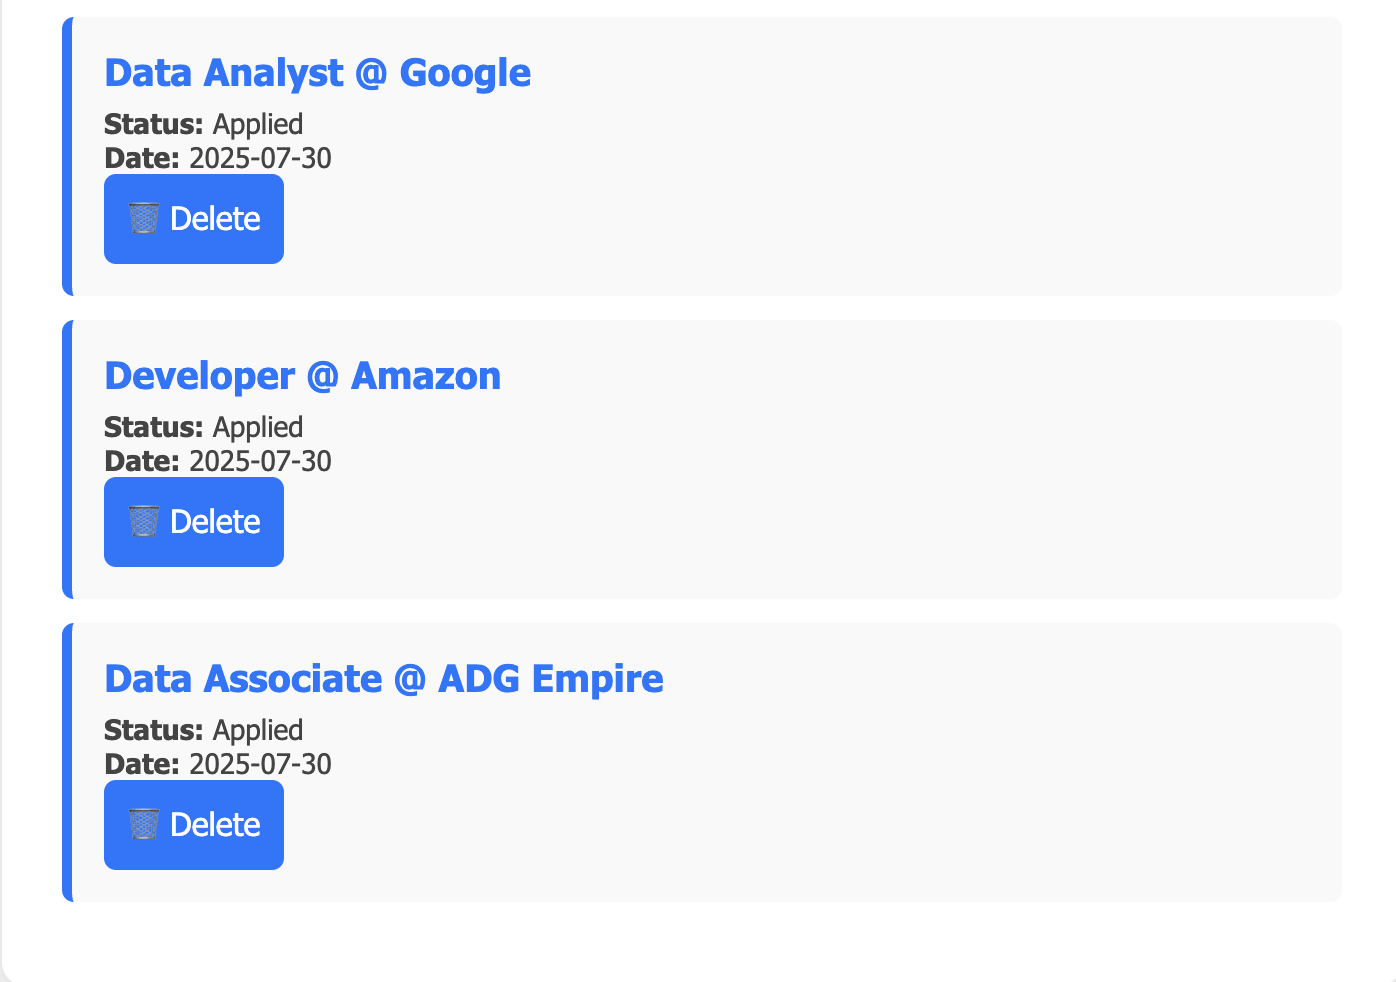 Data Analyst @ Google
Status: Applied
Date: 2025-07-30
🗑️ Delete
Developer @ Amazon
Status: Applied
Date: 2025-07-30
🗑️ Delete
Data Associate @ ADG Empire
Status: Applied
Date: 2025-07-30
🗑️ Delete